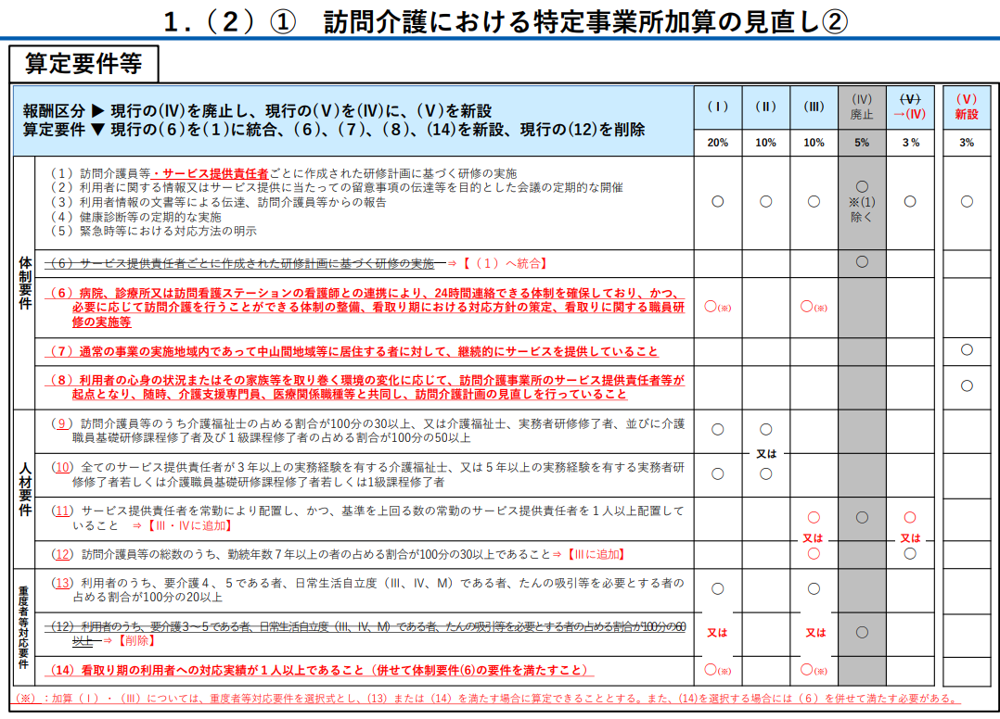 １．（２）① 訪問介護における特定事業所加算の見直し②
算定要件等
報酬区分 ▶ 現行の(Ⅳ)を廃止し、現行の(Ⅴ)を(Ⅳ)に、(Ⅴ)を新設
算定要件 ▼ 現行の(6)を(1)に統合、(6)、(7)、(8)、(14)を新設、現行の(12)を削除
(Ⅰ)
(Ⅱ)
(Ⅲ)
(Ⅳ)
廃止
(Ⅴ)
→(Ⅳ)
(Ⅴ)
新設
20%
10%
10%
5%
３%
3%
体制要件
（１）訪問介護員等・サービス提供責任者ごとに作成された研修計画に基づく研修の実施
（２）利用者に関する情報又はサービス提供に当たっての留意事項の伝達等を目的とした会議の定期的な開催
（３）利用者情報の文書等による伝達、訪問介護員等からの報告
（４）健康診断等の定期的な実施
（５）緊急時等における対応方法の明示
○
○
○
○
※(1)
除く
○
○
（６）サービス提供責任者ごとに作成された研修計画に基づく研修の実施 ⇒【（１）へ統合】
○
（６）病院、診療所又は訪問看護ステーションの看護師との連携により、24時間連絡できる体制を確保しており、かつ、
必要に応じて訪問介護を行うことができる体制の整備、看取り期における対応方針の策定、看取りに関する職員研
修の実施等
○(※)
○(※)
（７）通常の事業の実施地域内であって中山間地域等に居住する者に対して、継続的にサービスを提供していること
○
（８）利用者の心身の状況またはその家族等を取り巻く環境の変化に応じて、訪問介護事業所のサービス提供責任者等が
起点となり、随時、介護支援専門員、医療関係職種等と共同し、訪問介護計画の見直しを行っていること
○
人材要件
（９）訪問介護員等のうち介護福祉士の占める割合が100分の30以上、又は介護福祉士、実務者研修修了者、並びに介護
職員基礎研修課程修了者及び１級課程修了者の占める割合が100分の50以上
○
○
又は
（10）全てのサービス提供責任者が３年以上の実務経験を有する介護福祉士、又は５年以上の実務経験を有する実務者研
修修了者若しくは介護職員基礎研修課程修了者若しくは1級課程修了者
○
○
（11）サービス提供責任者を常勤により配置し、かつ、基準を上回る数の常勤のサービス提供責任者を１人以上配置して
いること ⇒【Ⅲ・Ⅳに追加】
○
○
○
又は
又は
（12）訪問介護員等の総数のうち、勤続年数７年以上の者の占める割合が100分の30以上であること⇒【Ⅲに追加】
○
○
重度者等対応要件
（13）利用者のうち、要介護４、５である者、日常生活自立度（Ⅲ、Ⅳ、M）である者、たんの吸引等を必要とする者の
占める割合が100分の20以上
○
○
（12）利用者のうち、要介護３～５である者、日常生活自立度（Ⅲ、Ⅳ、M）である者、たんの吸引等を必要とする者の占める割合が100分の60
以上 ⇒【削除】
又は
又は
○
（14）看取り期の利用者への対応実績が１人以上であること（併せて体制要件(6)の要件を満たすこと）
○(※)
○(※)
（※）：加算（Ⅰ）・（Ⅲ）については、重度者等対応要件を選択式とし、(13）または（14）を満たす場合に算定できることとする。また、(14)を選択する場合には（６）を併せて満たす必要がある。